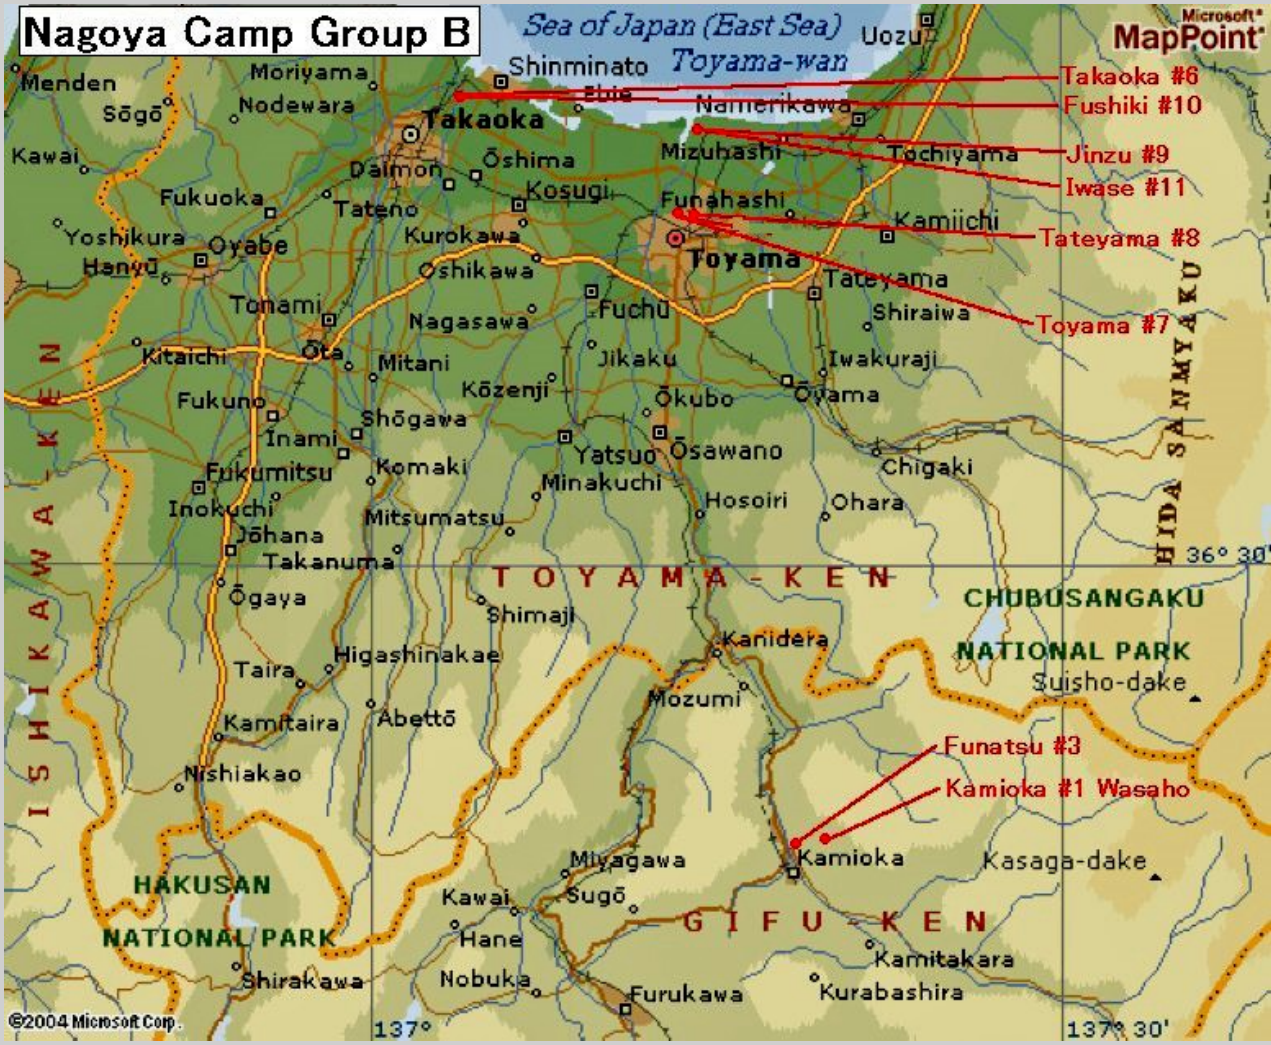 Nagoya Camp Group B
Sea of Japan (East Sea)
Toyama-wan
Uozu
Microsoft®
MapPoint®
Menden
Moriyama
Shinminato
Takaoka #6
Sōgō
Nodewara
Ebie
Namerikawa
Fushiki #10
Takaoka
Kawai
Daimon
Ōshima
Mizuhashi
Tochiyama
Jinzu #9
Iwase #11
Fukuoka
Tateno
Kosugi
Funahashi
Kamiichi
Yoshikura
Oyabe
Kurokawa
Tateyama #8
Hanyū
Oshikawa
Toyama
Tateyama
Tonami
Nagasawa
Fuchū
Shiraiwa
Toyama #7
Kitaichi
Ōta
Mitani
Jikaku
Iwakuraji
Kōzenji
Ōkubo
Ōyama
Fukuno
Shōgawa
Inami
Yatsuo
Ōsawano
Fukumitsu
Komaki
Chigaki
Minakuchi
Inokuchi
Mitsumatsu
Hosoiri
Ohara
Jōhana
Takanuma
HIDA SANMYAKU
36° 30'
TOYAMA-KEN
Ōgaya
Shimaji
CHUBUSANGAKU
NATIONAL PARK
Kanidera
Higashinakae
Taira
Mozumi
Suisho-dake
Kamitaira
Abettō
ISHIKAWA-KEN
Funatsu #3
Nishiakao
Kamioka #1 Wasaho
Miyagawa
Kamioka
Kasaga-dake
HAKUSAN
NATIONAL PARK
Kawai
Sugō
GIFU-KEN
Hane
Kamitakara
Shirakawa
Nobuka
Furukawa
Kurabashira
©2004 Microsoft Corp.
137°
137° 30'